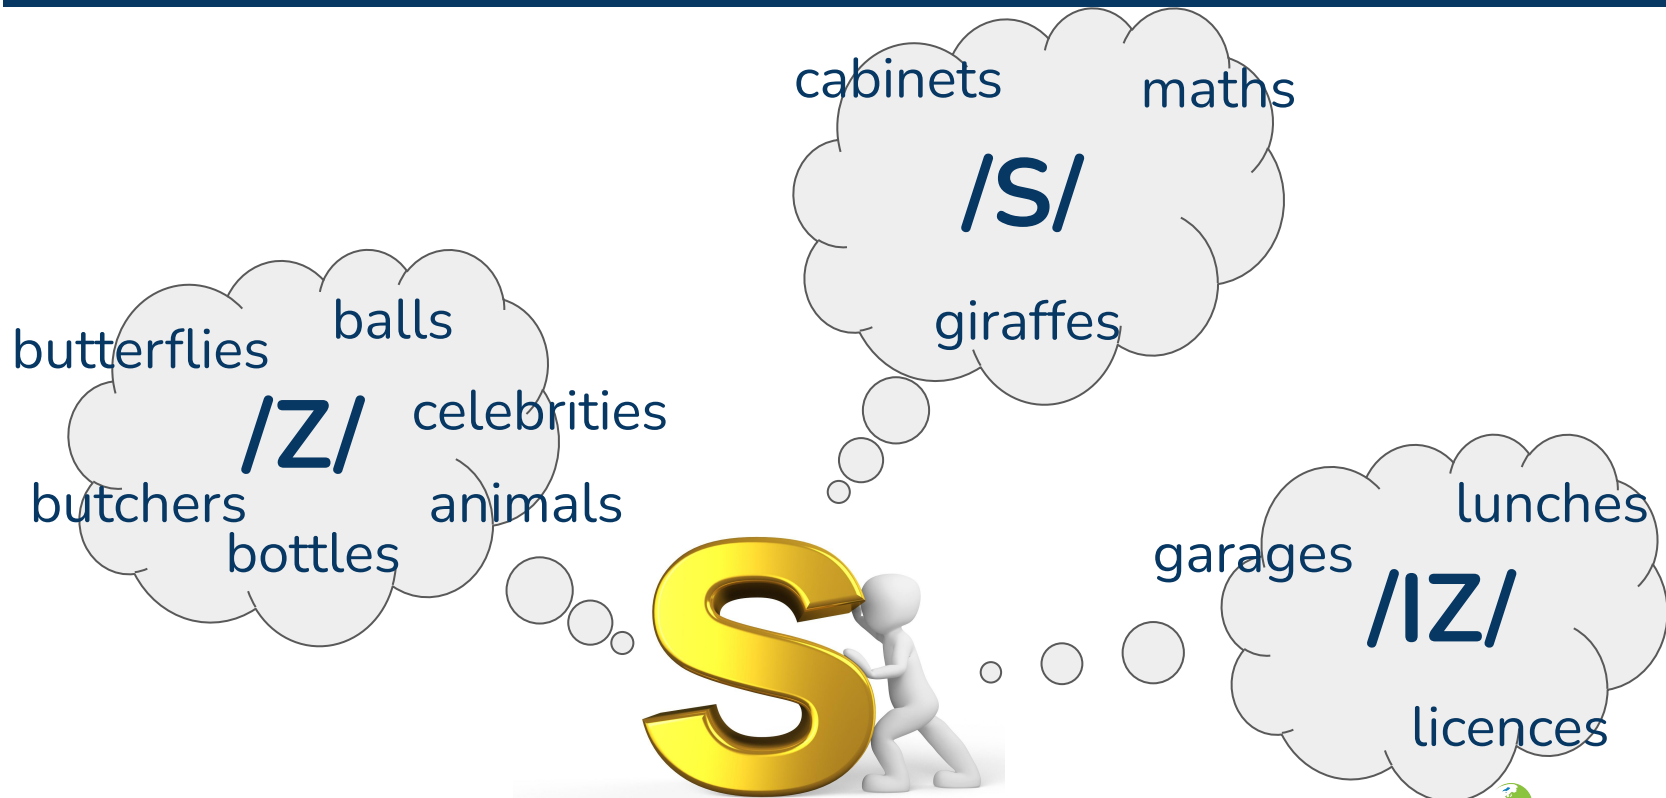 cabinets
maths
/S/
giraffes
balls
butterflies
celebrities
/Z/
butchers
animals
bottles
S
lunches
garages
/IZ/
licences